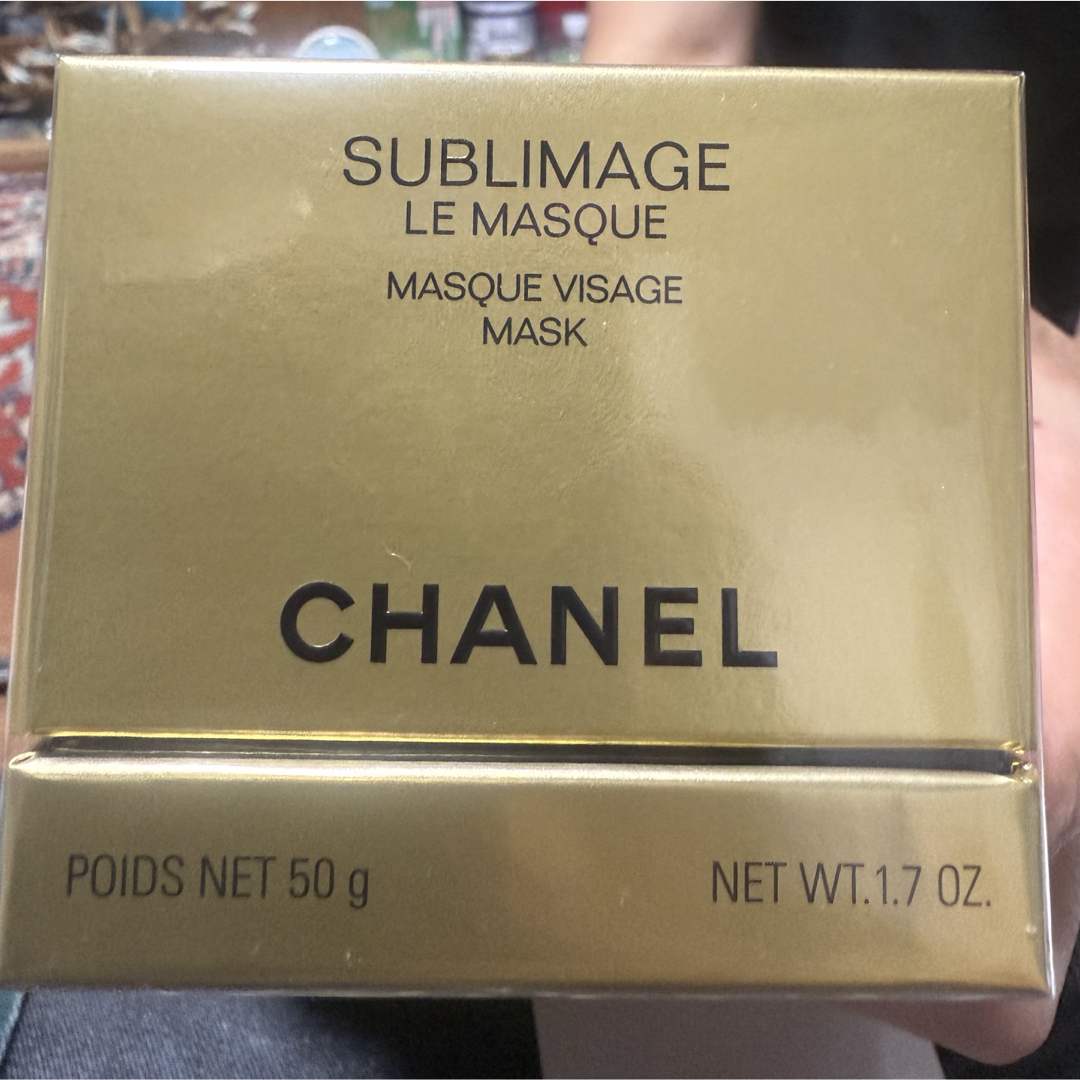 SUBLIMAGE
LE MASQUE
MASQUE VISAGE
MASK
CHANEL
POIDS NET 50 g
NET WT.1.7 OZ.